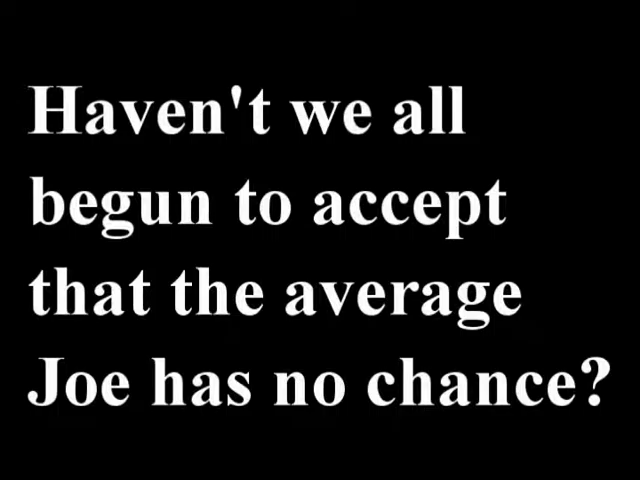 Haven't we all
begun to accept
that the average
Joe has no chance?